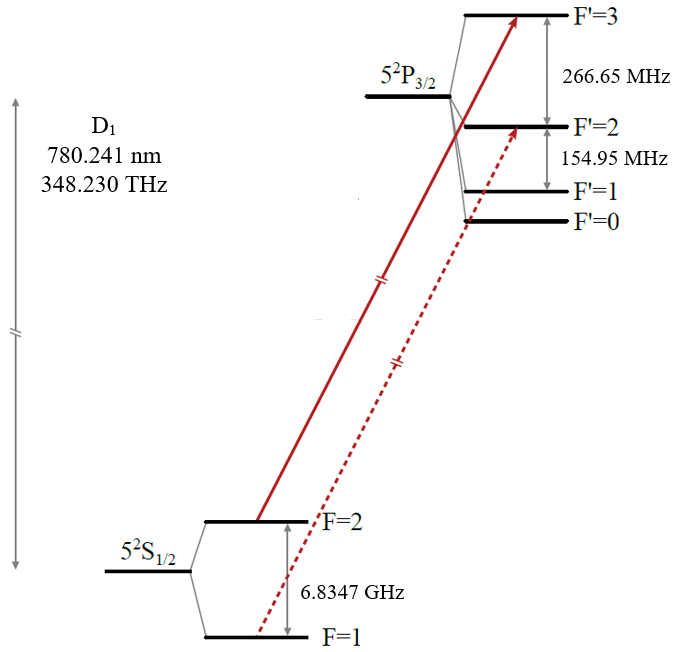 F'=3
5²P₃/₂
266.65 MHz
D₁
780.241 nm
348.230 THz
F'=2
154.95 MHz
F'=1
F'=0
F=2
5²S₁/₂
6.8347 GHz
F=1